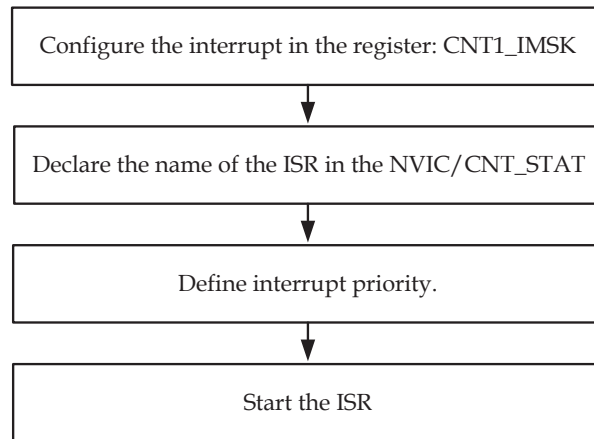 Configure the interrupt in the register: CNT1_IMSK
Declare the name of the ISR in the NVIC/CNT_STAT
Define interrupt priority.
Start the ISR